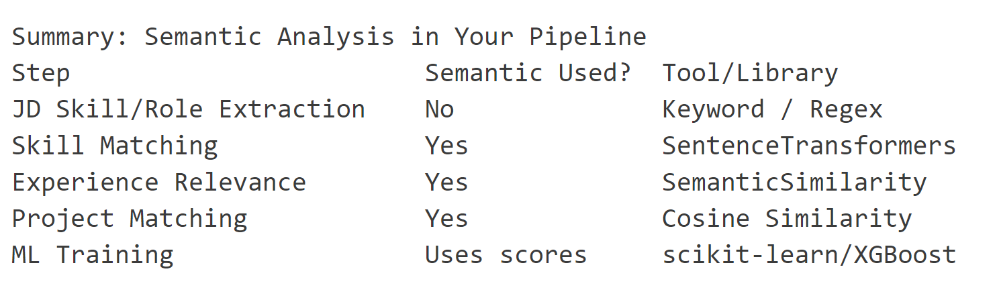 Summary: Semantic Analysis in Your Pipeline
Step Semantic Used? Tool/Library
JD Skill/Role Extraction No Keyword / Regex
Skill Matching Yes SentenceTransformers
Experience Relevance Yes SemanticSimilarity
Project Matching Yes Cosine Similarity
ML Training Uses scores scikit-learn/XGBoost